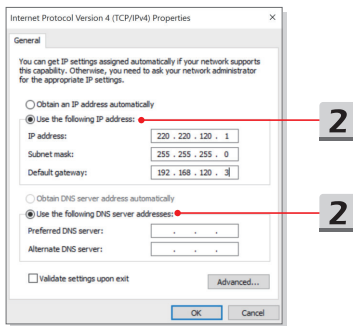 Internet Protocol Version 4 (TCP/IPv4) Properties
General
You can get IP settings assigned automatically if your network supports
this capability. Otherwise, you need to ask your network administrator
for the appropriate IP settings.
Obtain an IP address automatically
Use the following IP address:
2
IP address: 220 . 220 . 120 . 1
Subnet mask: 255 . 255 . 255 . 0
Default gateway: 192 . 168 . 120 . 3
Obtain DNS server address automatically
Use the following DNS server addresses:
2
Preferred DNS server: . . .
Alternate DNS server: . . .
Validate settings upon exit
Advanced...
OK Cancel